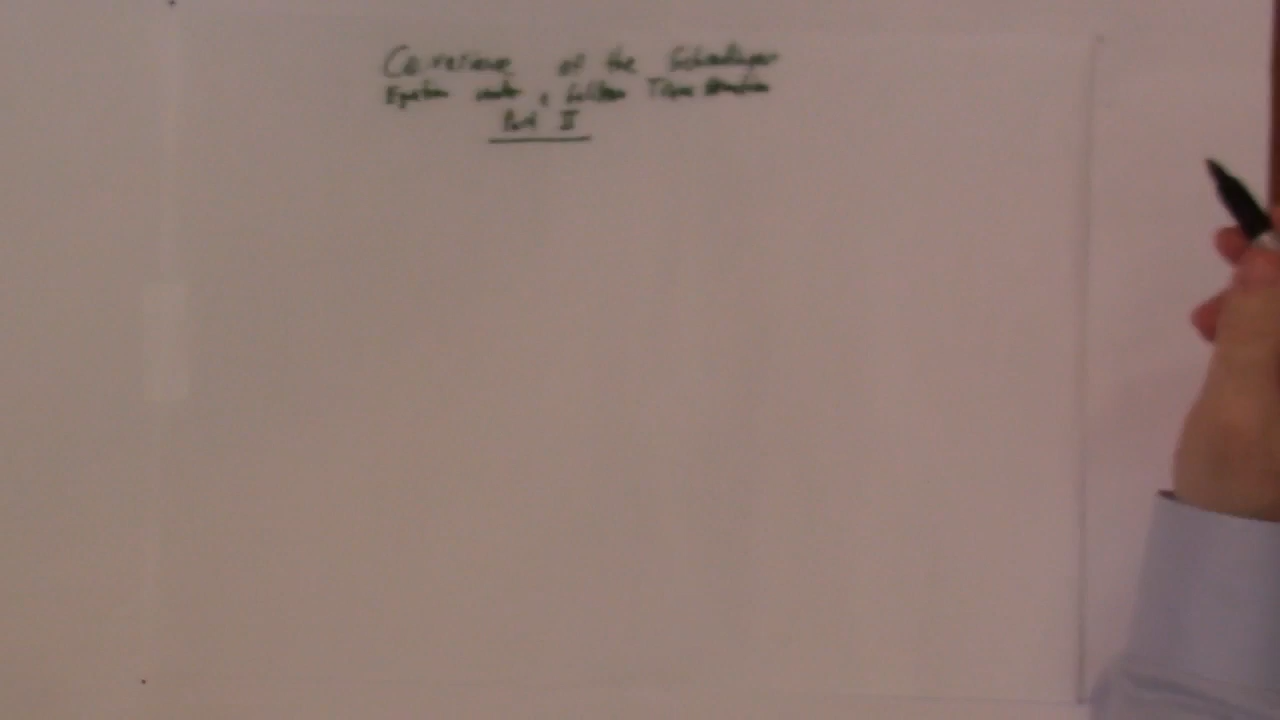 Covariance of the Schrodinger
Equation under a Galilean Transformation
Part II